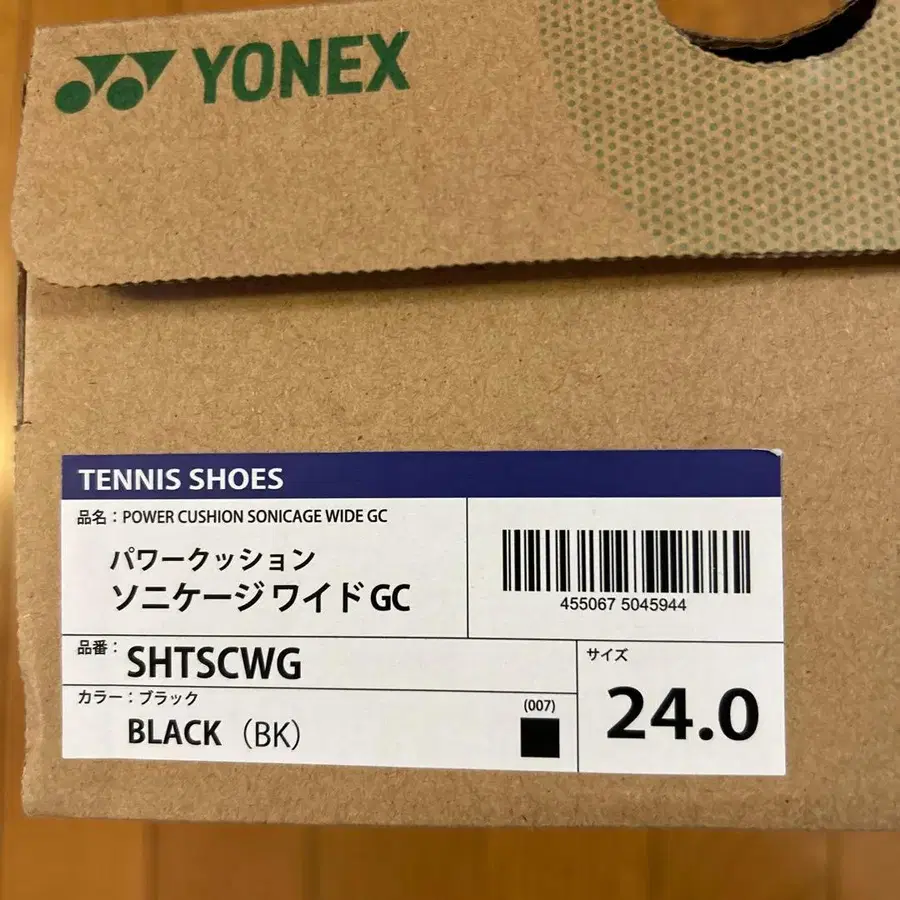 YONEX
TENNIS SHOES
品名：POWER CUSHION SONICAGE WIDE GC
パワークッション
ソニケージ ワイド GC
455067 5045944
品番：
SHTSCWG
カラー：ブラック
BLACK（BK）
(007)
サイズ
24.0